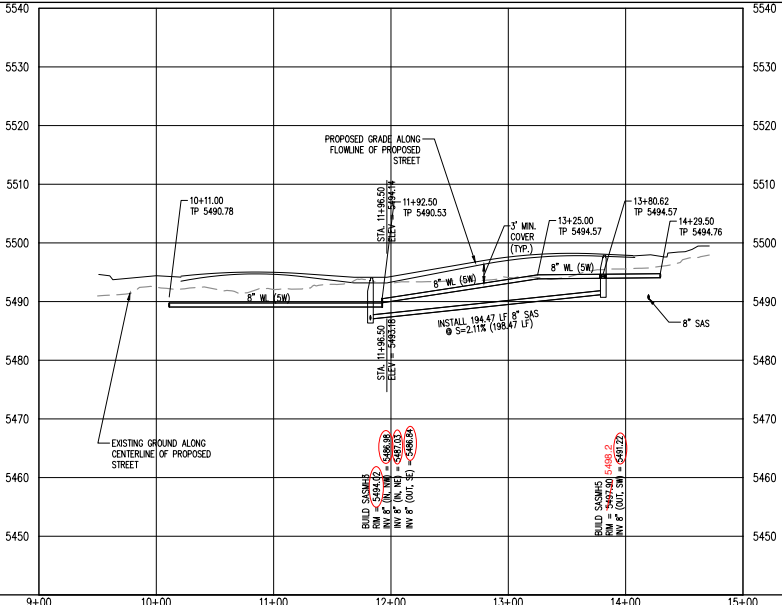 5540
5530
5520
5510
5500
5490
5480
5470
5460
5450
5540
5530
5520
5510
5500
5490
5480
5470
5460
5450
PROPOSED GRADE ALONG
FLOWLINE OF PROPOSED
STREET
10+11.00
TP 5490.78
STA. 11+96.50
ELEV = 5494.14
11+92.50
TP 5490.53
3' MIN.
COVER
(TYP.)
13+25.00
TP 5494.57
13+80.62
TP 5494.57
14+29.50
TP 5494.76
8" WL (5W)
8" WL (5W)
8" WL (5W)
INSTALL 194.47 LF 8" SAS
@ S=2.11% (198.47 LF)
8" SAS
STA. 11+96.50
ELEV = 5493.18
EXISTING GROUND ALONG
CENTERLINE OF PROPOSED
STREET
BUILD SASMH3
RIM = 5494.02
INV 8" (IN, NW) = 5486.98
INV 8" (IN, NE) = 5487.03
INV 8" (OUT, SE) = 5486.84
BUILD SASMH5
RIM = 5497.90 5498.2
INV 8" (OUT, SW) = 5491.22
9+00
10+00
11+00
12+00
13+00
14+00
15+00